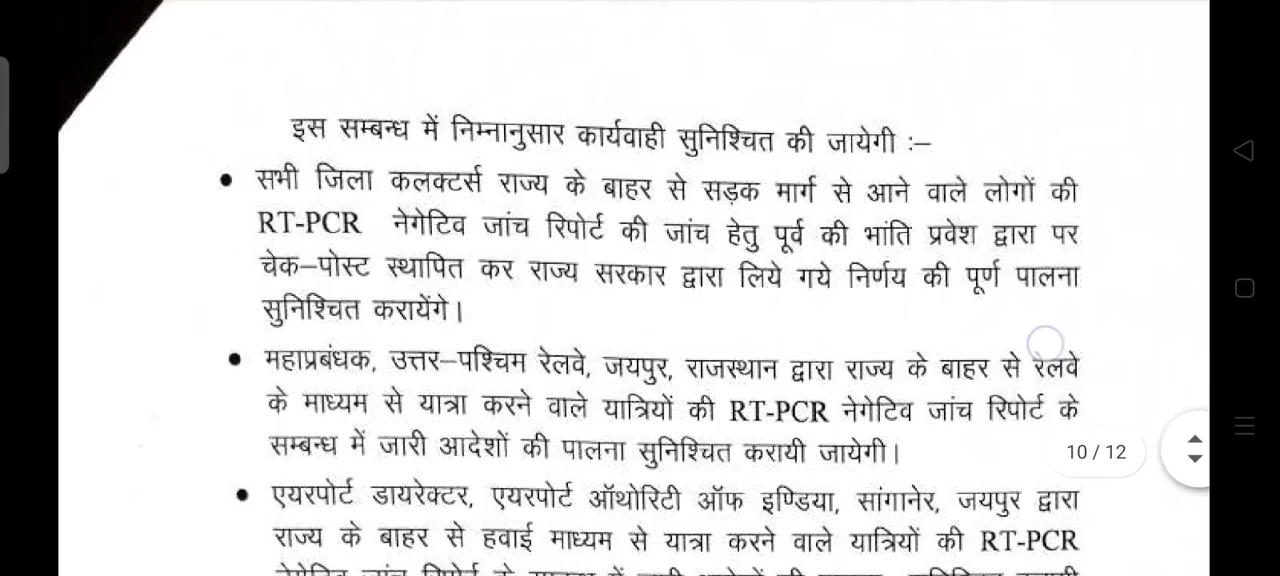 इस सम्बन्ध में निम्नानुसार कार्यवाही सुनिश्चित की जायेगी :–
• सभी जिला कलक्टर्स राज्य के बाहर से सड़क मार्ग से आने वाले लोगों की
RT-PCR नेगेटिव जांच रिपोर्ट की जांच हेतु पूर्व की भांति प्रवेश द्वारा पर
चेक–पोस्ट स्थापित कर राज्य सरकार द्वारा लिये गये निर्णय की पूर्ण पालना
सुनिश्चित करायेंगे।
• महाप्रबंधक, उत्तर–पश्चिम रेलवे, जयपुर, राजस्थान द्वारा राज्य के बाहर से रेलवे
के माध्यम से यात्रा करने वाले यात्रियों की RT-PCR नेगेटिव जांच रिपोर्ट के
सम्बन्ध में जारी आदेशों की पालना सुनिश्चित करायी जायेगी।
10 / 12
• एयरपोर्ट डायरेक्टर, एयरपोर्ट ऑथोरिटी ऑफ इण्डिया, सांगानेर, जयपुर द्वारा
राज्य के बाहर से हवाई माध्यम से यात्रा करने वाले यात्रियों की RT-PCR